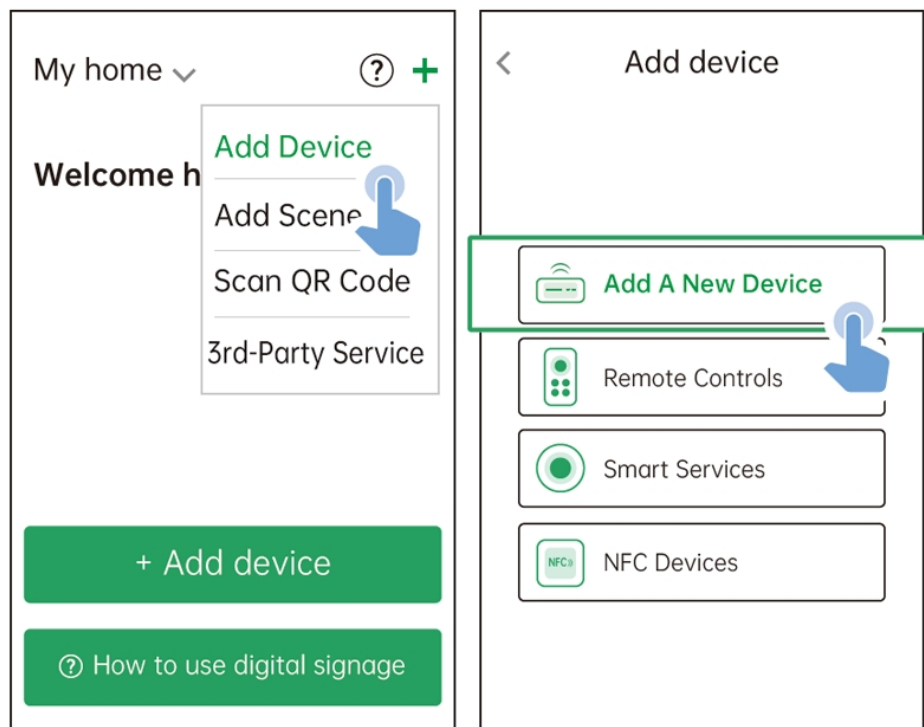 My home
?
+
Add Device
Welcome h
Add Scene
Scan QR Code
3rd-Party Service
+ Add device
? How to use digital signage
Add device
Add A New Device
Remote Controls
Smart Services
NFC
NFC Devices